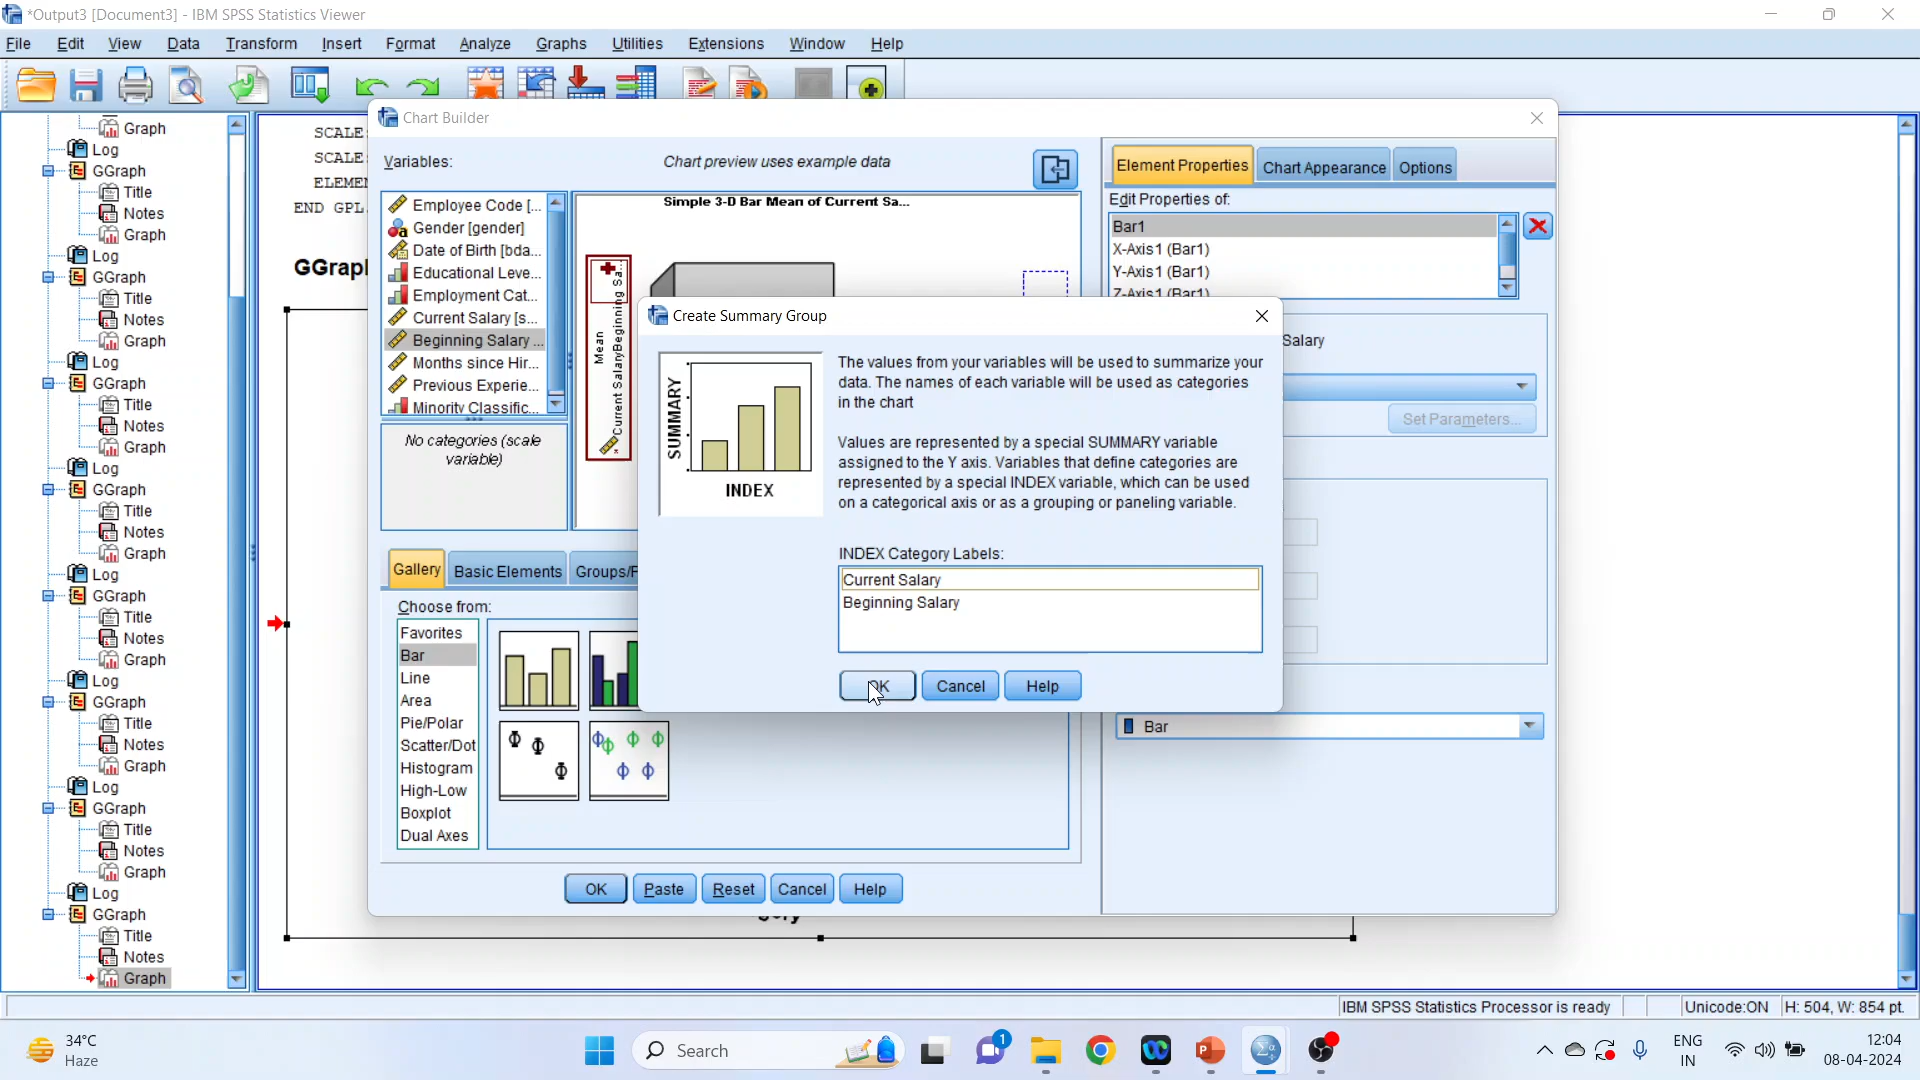 *Output3 [Document3] - IBM SPSS Statistics Viewer
File Edit View Data Transform Insert Format Analyze Graphs Utilities Extensions Window Help
Graph
Log
GGraph
Title
Notes
Graph
Log
GGraph
Title
Notes
Graph
Log
GGraph
Title
Notes
Graph
Log
GGraph
Title
Notes
Graph
Log
GGraph
Title
Notes
Graph
Log
GGraph
Title
Notes
Graph
Log
GGraph
Title
Notes
Graph
Log
GGraph
Title
Notes
Graph
SCALE:
SCALE:
ELEMEN
END GPL.
GGraph
Chart Builder
Variables:
Chart preview uses example data
Employee Code [...
Gender [gender]
Date of Birth [bda...
Educational Leve...
Employment Cat...
Current Salary [s...
Beginning Salary ...
Months since Hir...
Previous Experie...
Minority Classific...
No categories (scale
variable)
Simple 3-D Bar Mean of Current Sa...
Mean
Current SalaryBeginning Sa...
Gallery Basic Elements Groups/P
Choose from:
Favorites
Bar
Line
Area
Pie/Polar
Scatter/Dot
Histogram
High-Low
Boxplot
Dual Axes
OK Paste Reset Cancel Help
Element Properties Chart Appearance Options
Edit Properties of:
Bar1
X-Axis1 (Bar1)
Y-Axis1 (Bar1)
Z-Axis1 (Bar1)
Salary
Set Parameters...
Bar
Create Summary Group
SUMMARY
INDEX
The values from your variables will be used to summarize your
data. The names of each variable will be used as categories
in the chart
Values are represented by a special SUMMARY variable
assigned to the Y axis. Variables that define categories are
represented by a special INDEX variable, which can be used
on a categorical axis or as a grouping or paneling variable.
INDEX Category Labels:
Current Salary
Beginning Salary
OK Cancel Help
gory
IBM SPSS Statistics Processor is ready Unicode:ON H: 504, W: 854 pt.
34°C
Haze
Search
1
ENG
IN
12:04
08-04-2024